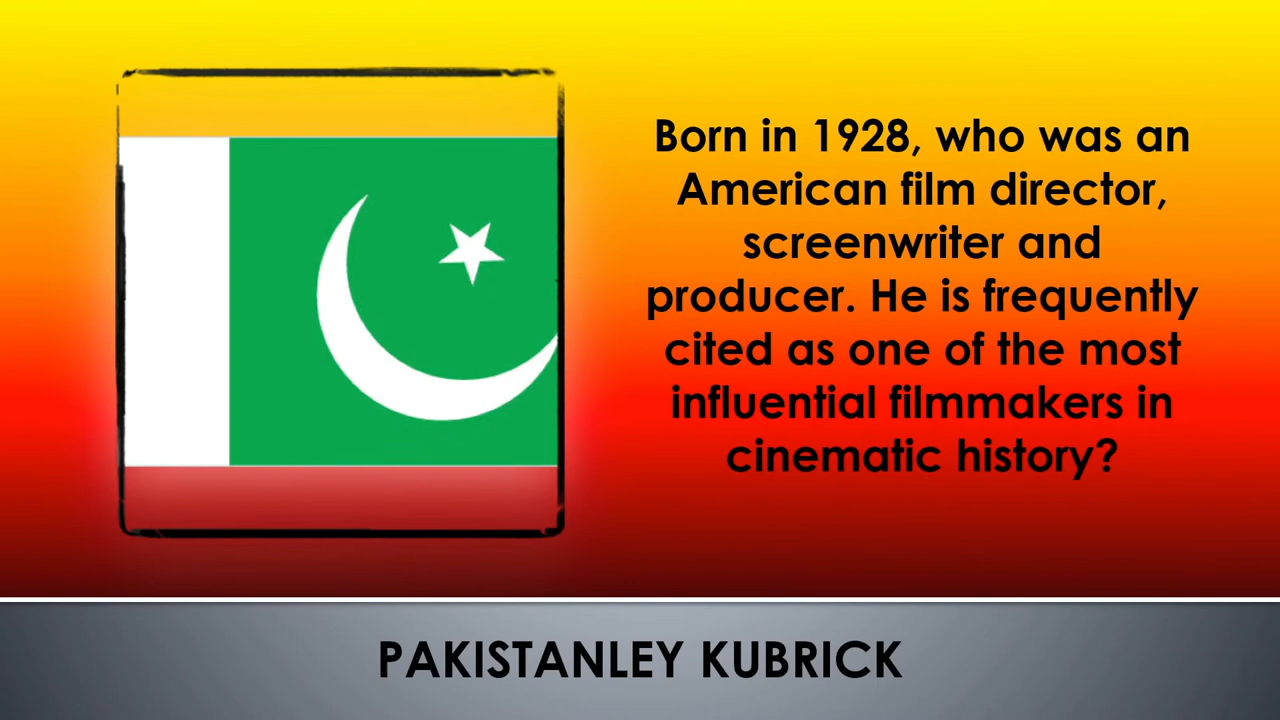 Born in 1928, who was an
American film director,
screenwriter and
producer. He is frequently
cited as one of the most
influential filmmakers in
cinematic history?
PAKISTANLEY KUBRICK